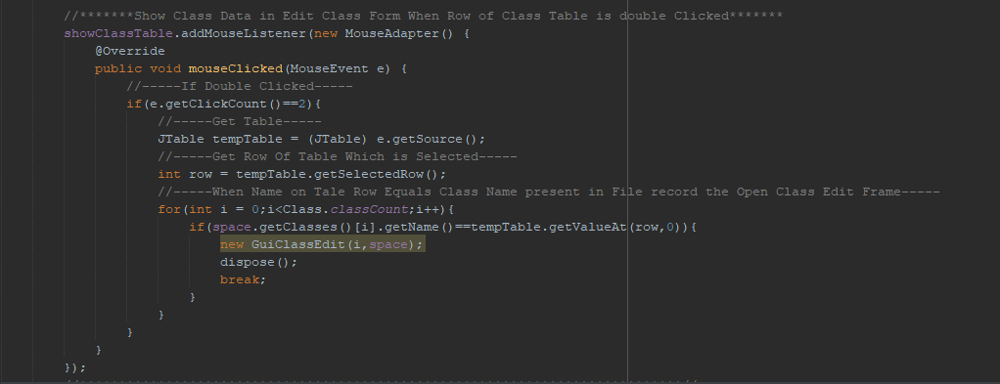 //*******Show Class Data in Edit Class Form When Row of Class Table is double Clicked*******
showClassTable.addMouseListener(new MouseAdapter() {
@Override
public void mouseClicked(MouseEvent e) {
//-----If Double Clicked-----
if(e.getClickCount()==2){
//-----Get Table-----
JTable tempTable = (JTable) e.getSource();
//-----Get Row Of Table Which is Selected-----
int row = tempTable.getSelectedRow();
//-----When Name on Tale Row Equals Class Name present in File record the Open Class Edit Frame-----
for(int i = 0;i<Class.classCount;i++){
if(space.getClasses()[i].getName()==tempTable.getValueAt(row,0)){
new GuiClassEdit(i,space);
dispose();
break;
}
}
}
}
});